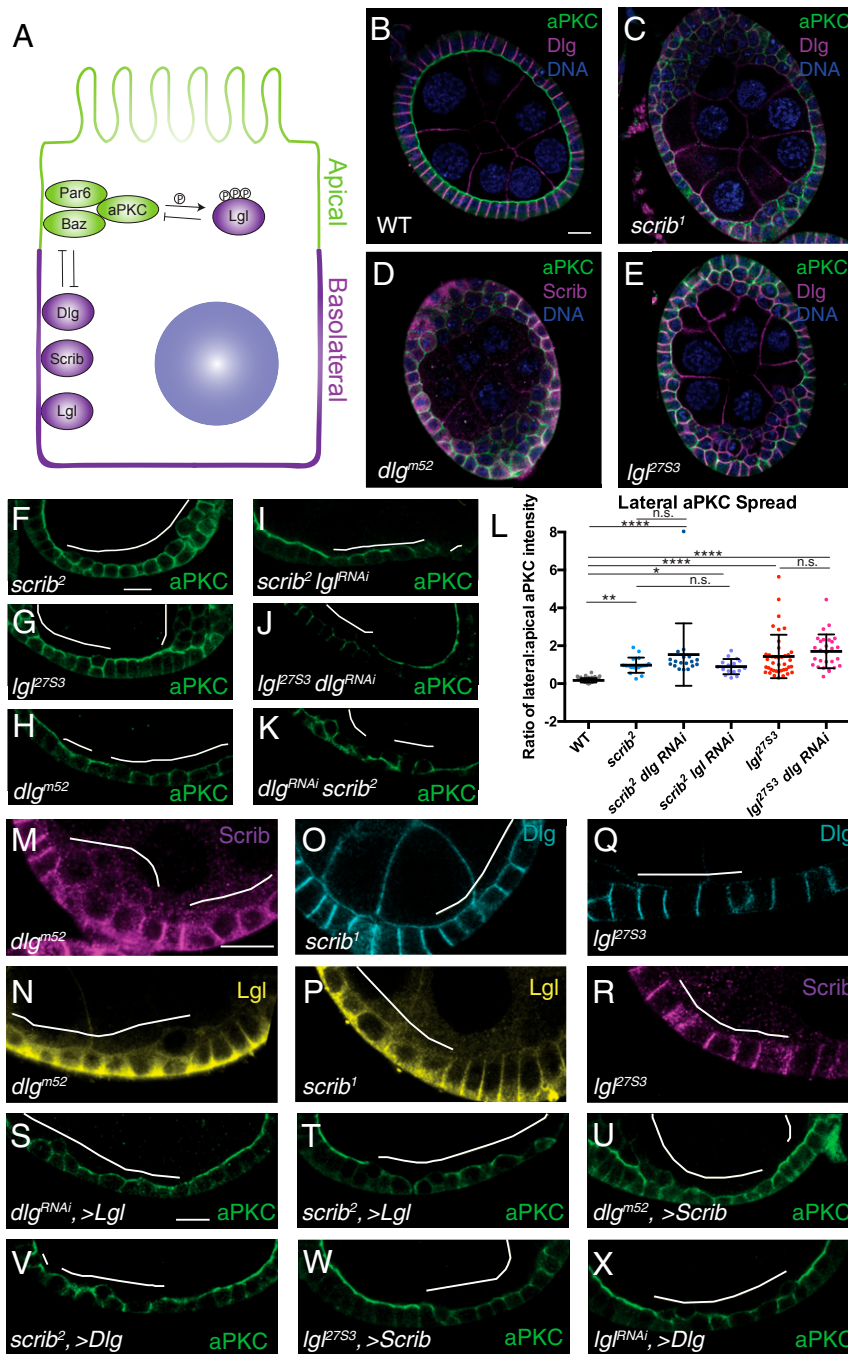 A
Apical
Basolateral
Par6
Baz
aPKC
P
P P P
Lgl
Dlg
Scrib
Lgl
B
aPKC
Dlg
DNA
WT
C
aPKC
Dlg
DNA
scrib¹
D
aPKC
Scrib
DNA
dlgᵐ⁵²
E
aPKC
Dlg
DNA
lgl²⁷ˢ³
F
scrib²
aPKC
G
lgl²⁷ˢ³
aPKC
H
dlgᵐ⁵²
aPKC
I
scrib² lglᴿᴺᴬⁱ
aPKC
J
lgl²⁷ˢ³ dlgᴿᴺᴬⁱ
aPKC
K
dlgᴿᴺᴬⁱ scrib²
aPKC
L
Lateral aPKC Spread
Ratio of lateral:apical aPKC intensity
8
6
4
2
0
-2
n.s.
****
****
****
*
n.s.
n.s.
**
WT
scrib²
scrib² dlg RNAi
scrib² lgl RNAi
lgl²⁷ˢ³
lgl²⁷ˢ³ dlg RNAi
M
Scrib
dlgᵐ⁵²
O
Dlg
scrib¹
Q
Dlg
lgl²⁷ˢ³
N
Lgl
dlgᵐ⁵²
P
Lgl
scrib¹
R
Scrib
lgl²⁷ˢ³
S
dlgᴿᴺᴬⁱ, >Lgl
aPKC
T
scrib², >Lgl
aPKC
U
dlgᵐ⁵², >Scrib
aPKC
V
scrib², >Dlg
aPKC
W
lgl²⁷ˢ³, >Scrib
aPKC
X
lglᴿᴺᴬⁱ, >Dlg
aPKC